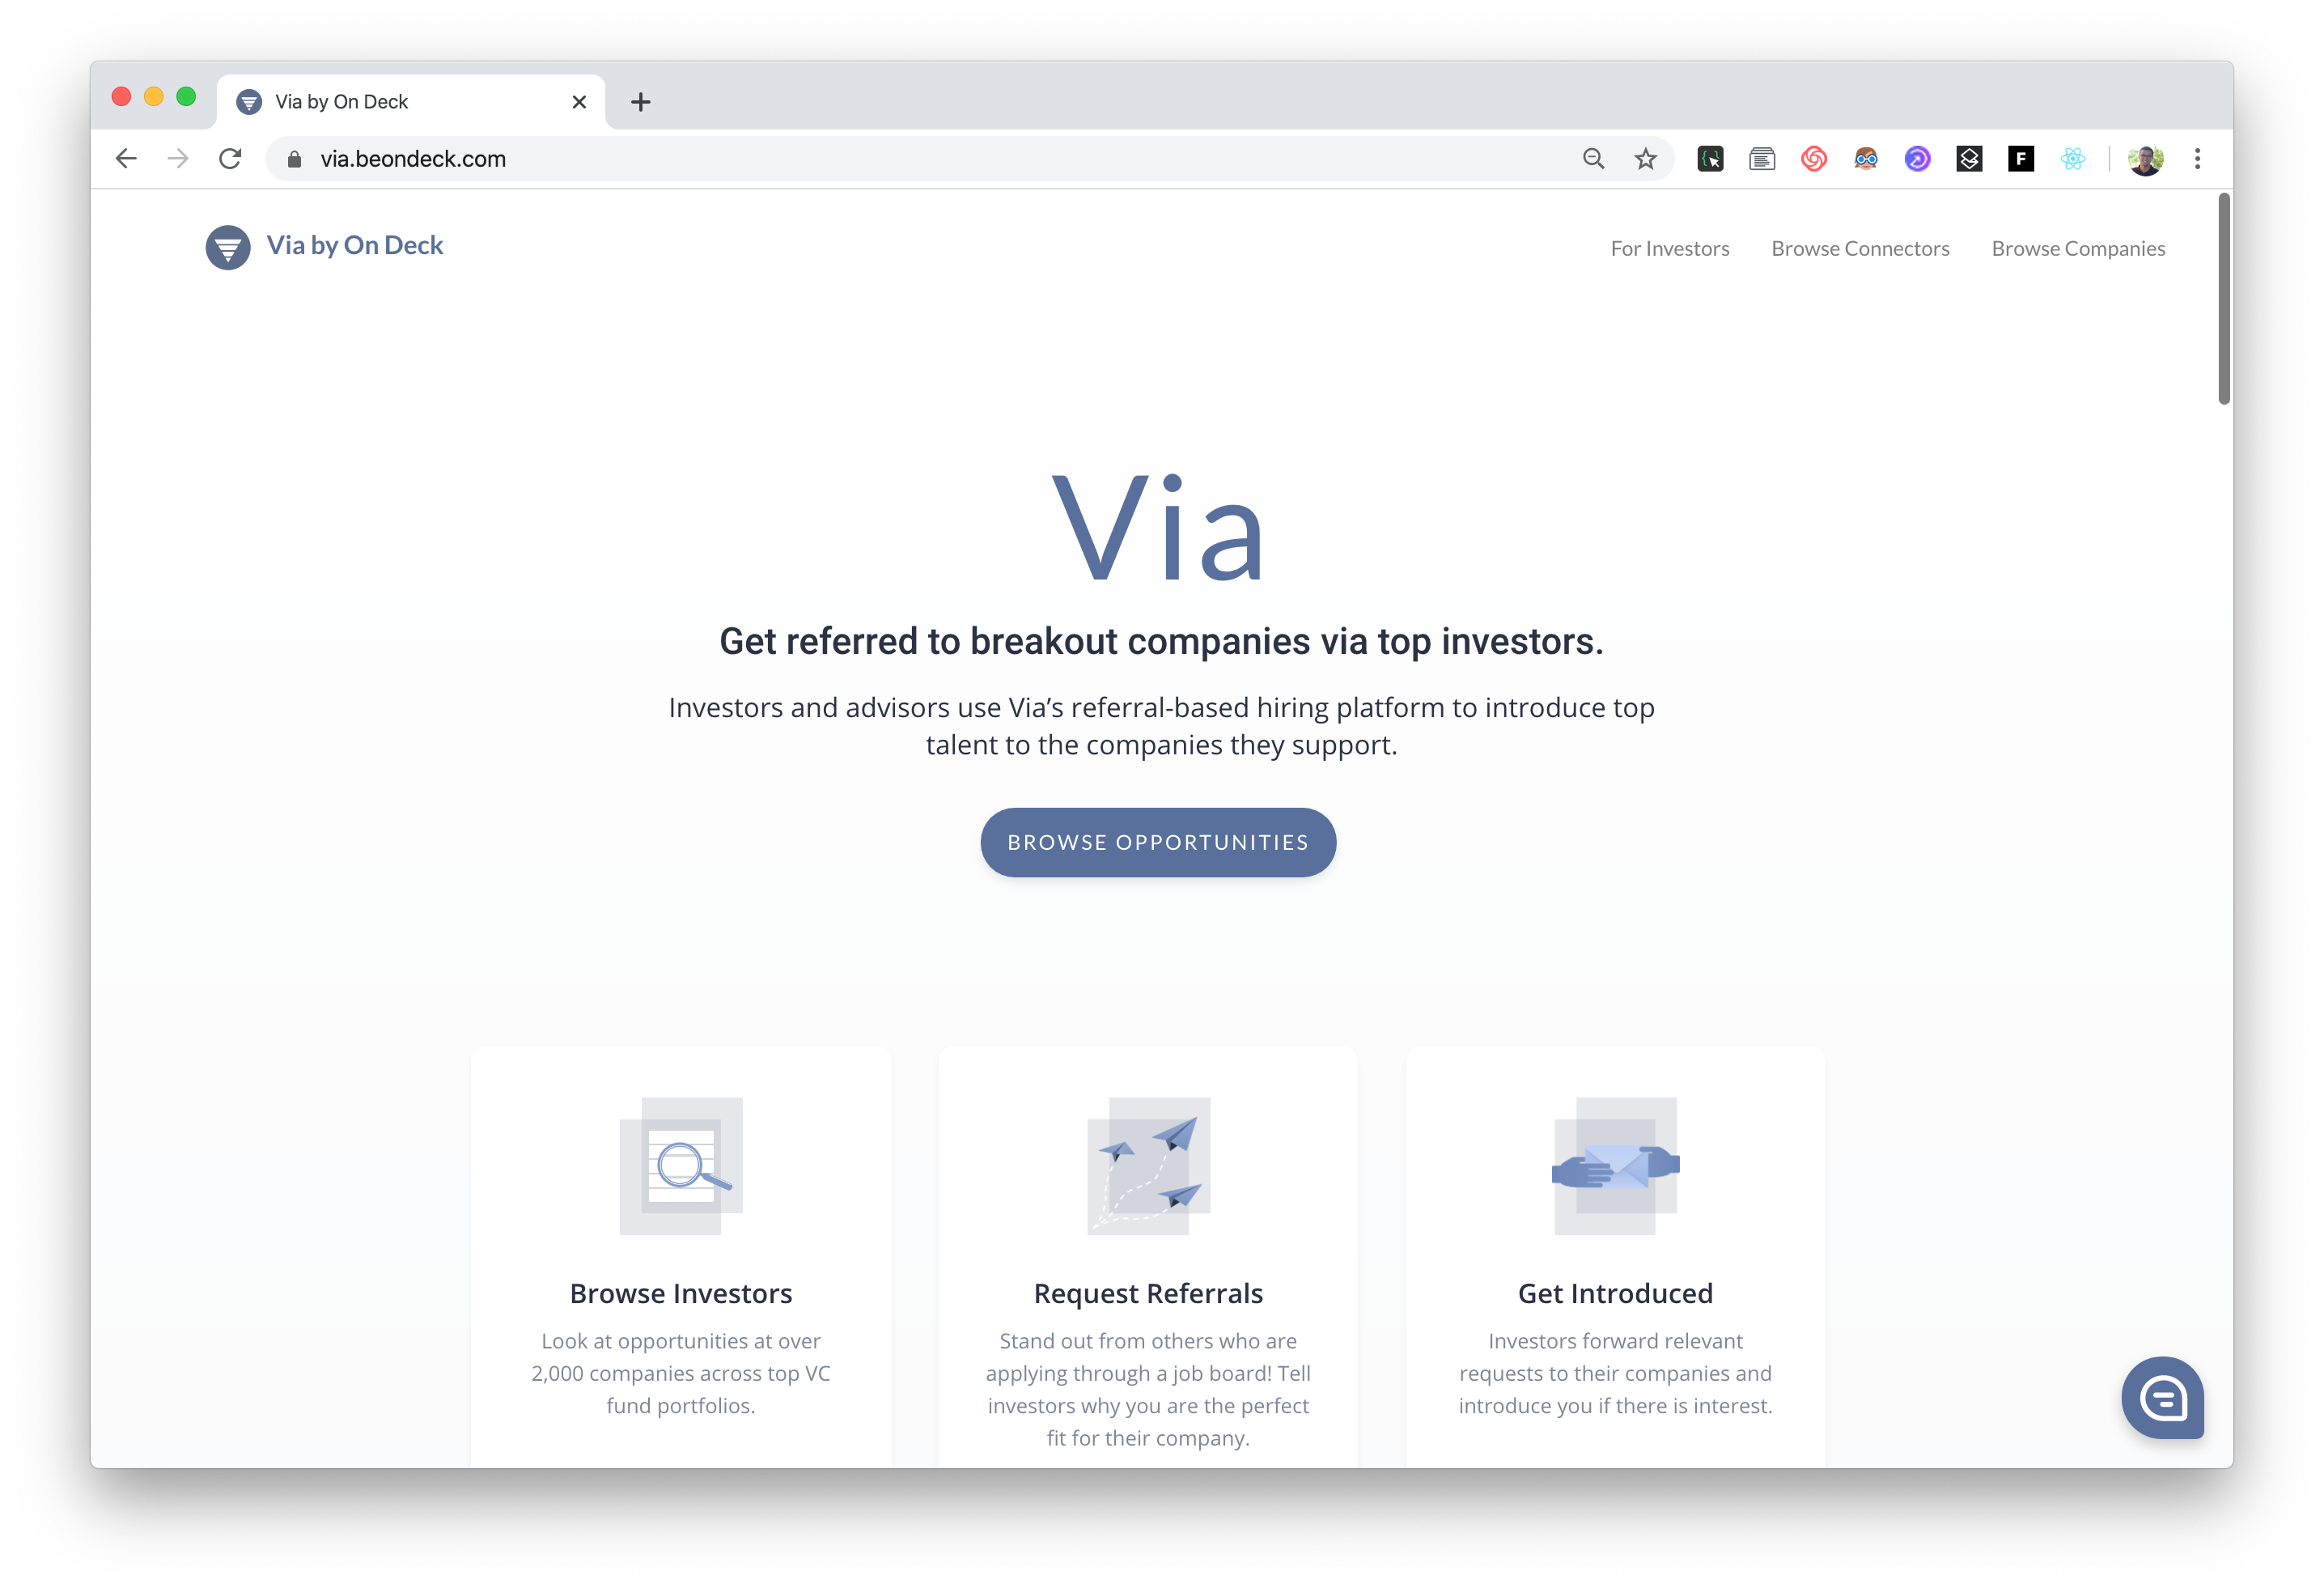 Via by On Deck
via.beondeck.com
F
Via by On Deck
For Investors
Browse Connectors
Browse Companies
Via
Get referred to breakout companies via top investors.
Investors and advisors use Via’s referral-based hiring platform to introduce top
talent to the companies they support.
BROWSE OPPORTUNITIES
Browse Investors
Look at opportunities at over
2,000 companies across top VC
fund portfolios.
Request Referrals
Stand out from others who are
applying through a job board! Tell
investors why you are the perfect
fit for their company.
Get Introduced
Investors forward relevant
requests to their companies and
introduce you if there is interest.